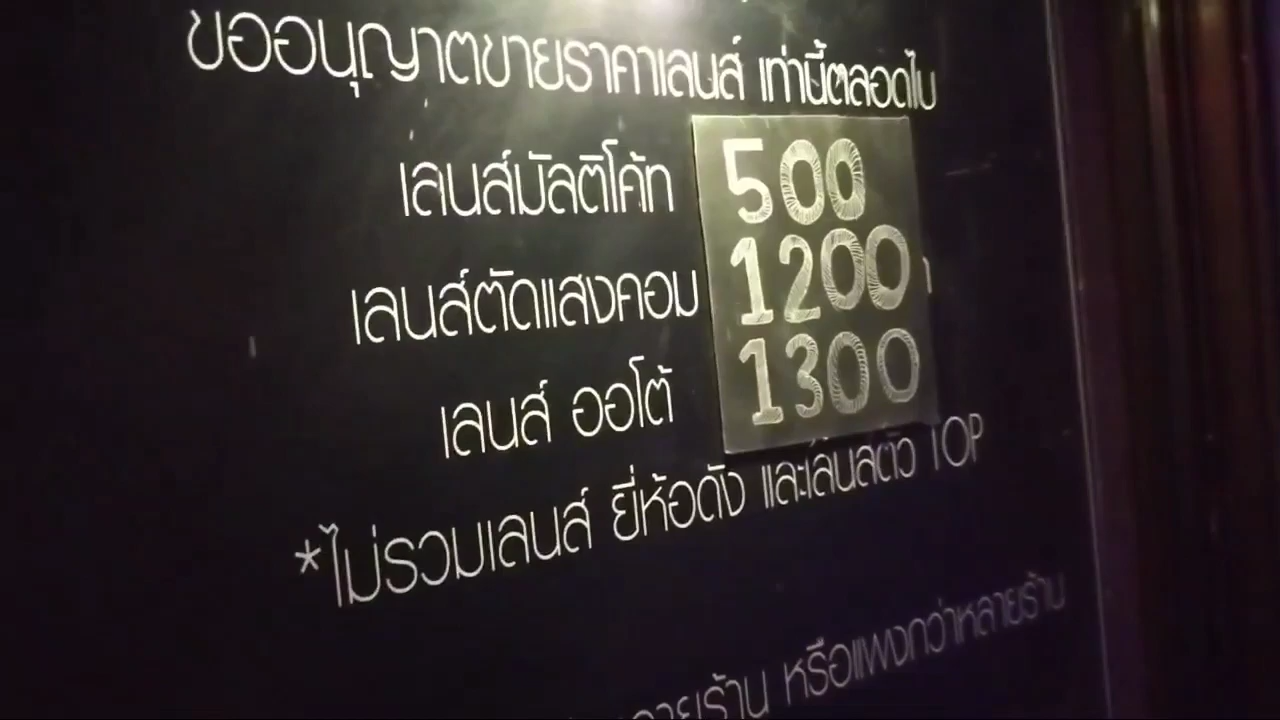 ขออนุญาตขายราคาเลนส์ เท่านี้ตลอดไป
เลนส์มัลติโค้ท 500
เลนส์ตัดแสงคอม 1200
เลนส์ ออโต้ 1300
*ไม่รวมเลนส์ ยี่ห้อดัง และเลนส์ตัว TOP
ร้าน หรือแพงกว่าหลายร้าน